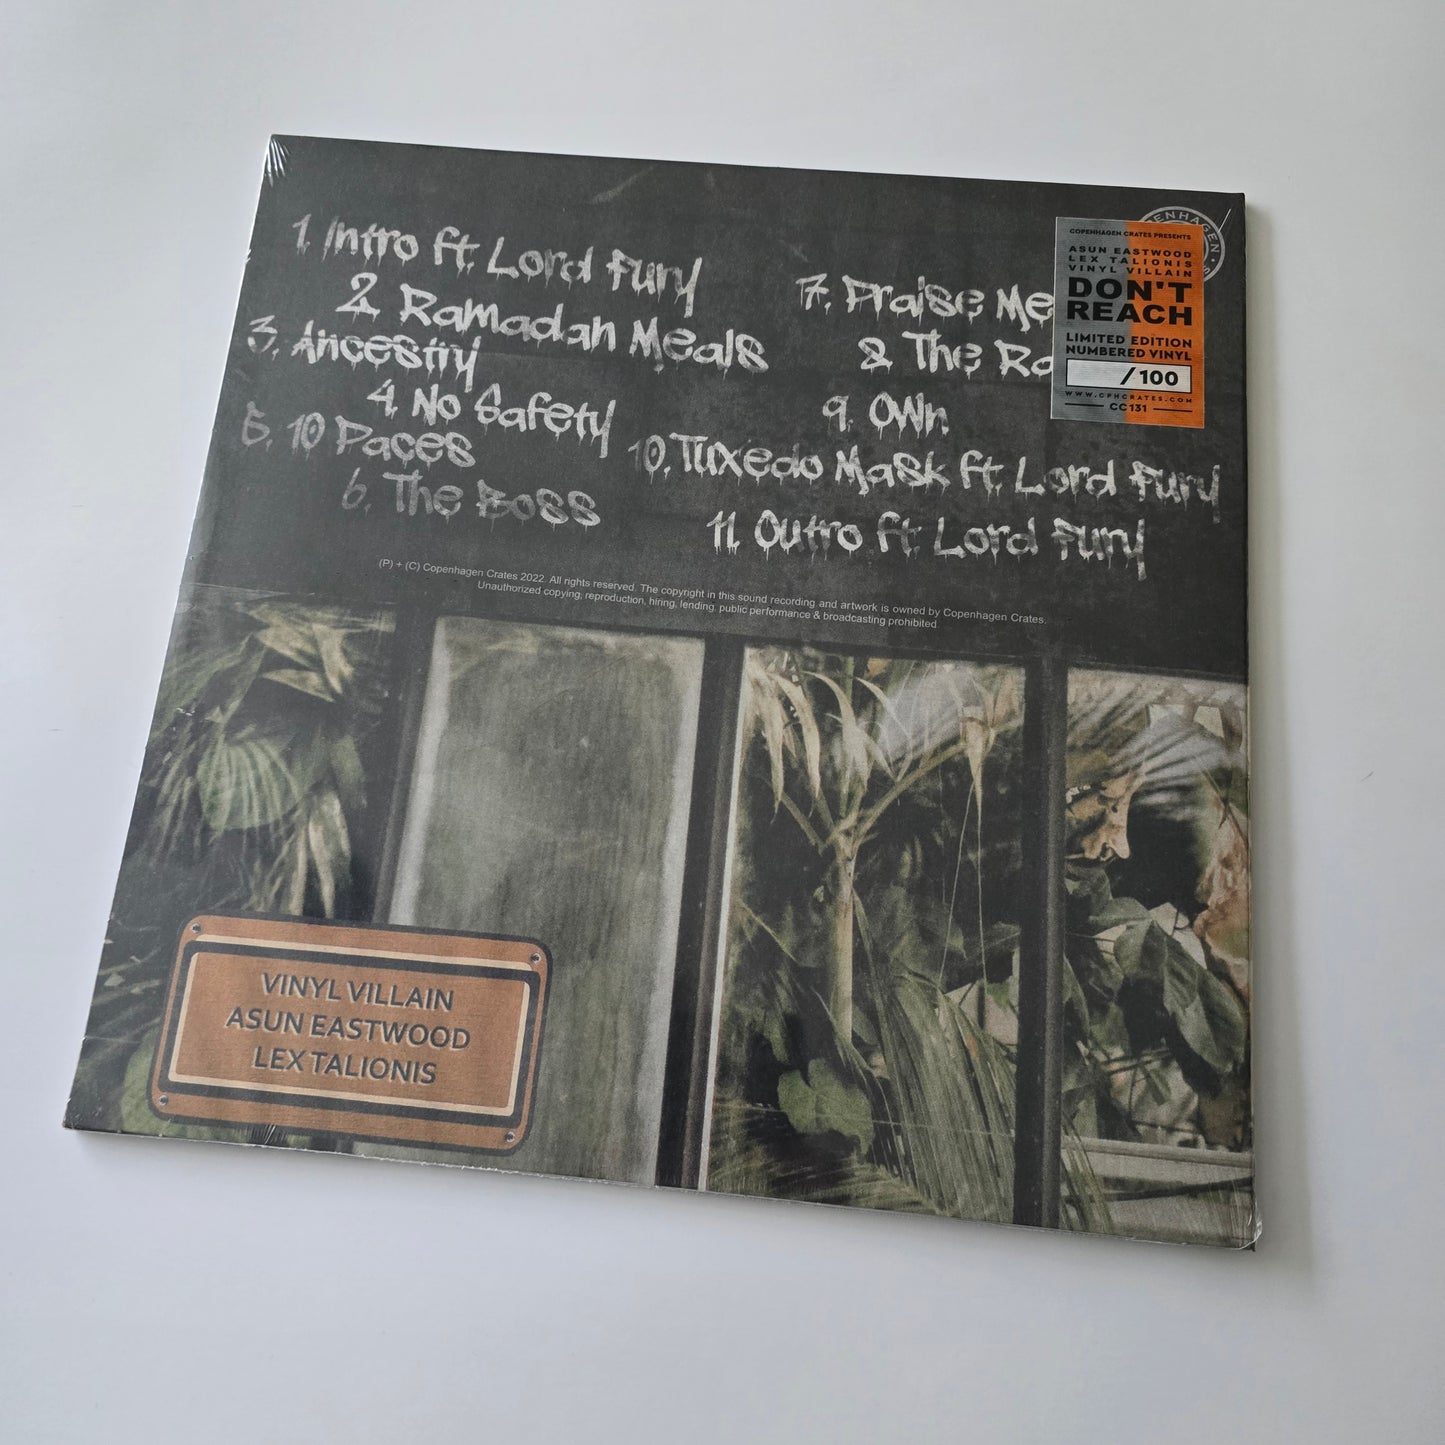 1. Intro ft. Lord Fury
2. Ramadan Meals
3. Ancestry
4. No Safety
5. 10 Paces
6. The Boss
7. Praise Me
8. The
9. Own
10. Tuxedo Mask ft. Lord Fury
11. Outro ft. Lord Fury
COPENHAGEN CRATES PRESENTS
ASUN EASTWOOD
LEX TALIONIS
VINYL VILLAIN
DON'T
REACH
LIMITED EDITION
NUMBERED VINYL
/100
WWW.CPHCRATES.COM
CC131
(P) + (C) Copenhagen Crates 2022. All rights reserved. The copyright in this sound recording and artwork is owned by Copenhagen Crates.
Unauthorized copying, reproduction, hiring, lending, public performance & broadcasting prohibited
VINYL VILLAIN
ASUN EASTWOOD
LEX TALIONIS